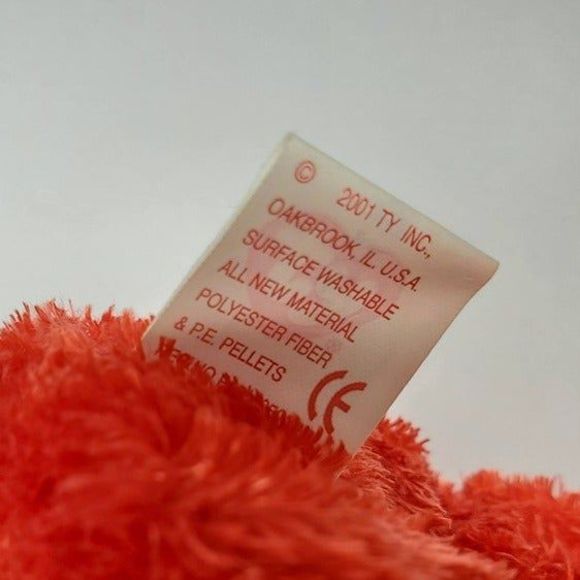 © 2001 TY INC.,
OAKBROOK, IL. U.S.A.
SURFACE WASHABLE
ALL NEW MATERIAL
POLYESTER FIBER
& P.E. PELLETS
CE